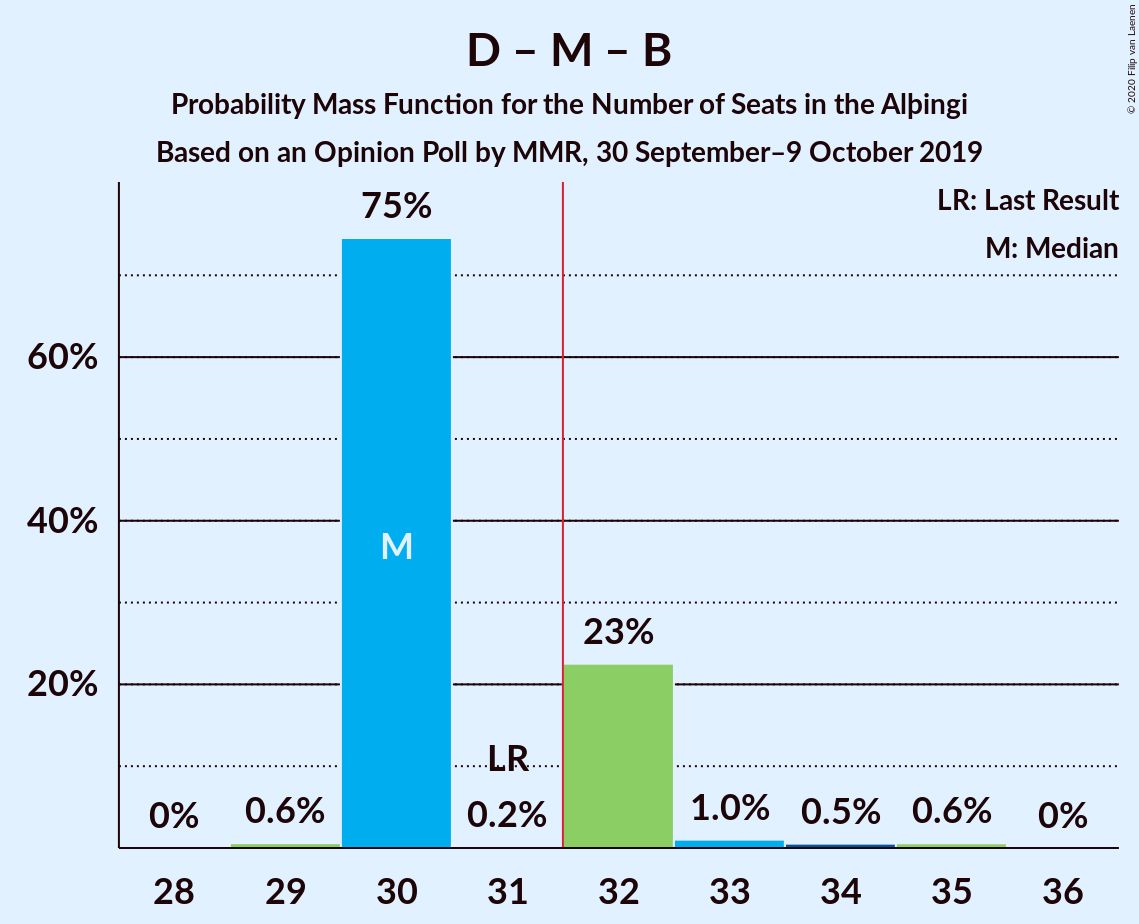 D – M – B
Probability Mass Function for the Number of Seats in the Alþingi
Based on an Opinion Poll by MMR, 30 September–9 October 2019
© 2020 Filip van Laenen
LR: Last Result
M: Median
75%
60%
40%
M
23%
20%
LR
0%
0.6%
0.2%
1.0%
0.5%
0.6%
0%
28 29 30 31 32 33 34 35 36